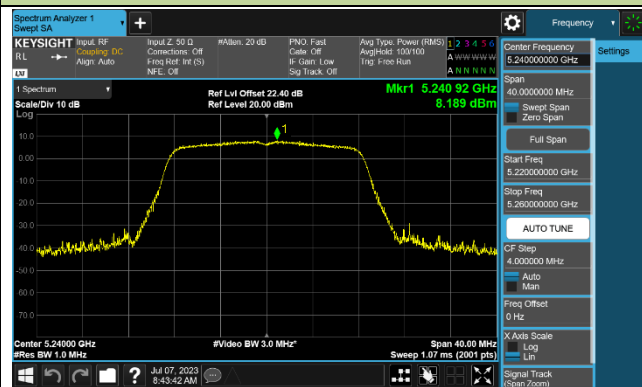 Spectrum Analyzer 1
Swept SA
Frequency
KEYSIGHT
RL
Input: RF
Coupling: DC
Align: Auto
Input Z: 50 Ω
Corrections: Off
Freq Ref: Int (S)
NFE: Off
#Atten: 20 dB
PNO: Fast
Gate: Off
IF Gain: Low
Sig Track: Off
Avg Type: Power (RMS)
Avg|Hold: 100/100
Trig: Free Run
1 2 3 4 5 6
A W W W W W
A N N N N N
LXI
1 Spectrum
Scale/Div 10 dB
Log
Ref Lvl Offset 22.40 dB
Ref Level 20.00 dBm
Mkr1 5.240 92 GHz
8.189 dBm
1
10.0
0.00
-10.0
-20.0
-30.0
-40.0
-50.0
-60.0
-70.0
Center 5.24000 GHz
#Res BW 1.0 MHz
#Video BW 3.0 MHz*
Span 40.00 MHz
Sweep 1.07 ms (2001 pts)
Jul 07, 2023
8:43:42 AM
Center Frequency
5.240000000 GHz
Settings
Span
40.0000000 MHz
Swept Span
Zero Span
Full Span
Start Freq
5.220000000 GHz
Stop Freq
5.260000000 GHz
AUTO TUNE
CF Step
4.000000 MHz
Auto
Man
Freq Offset
0 Hz
X Axis Scale
Log
Lin
Signal Track
(Span Zoom)